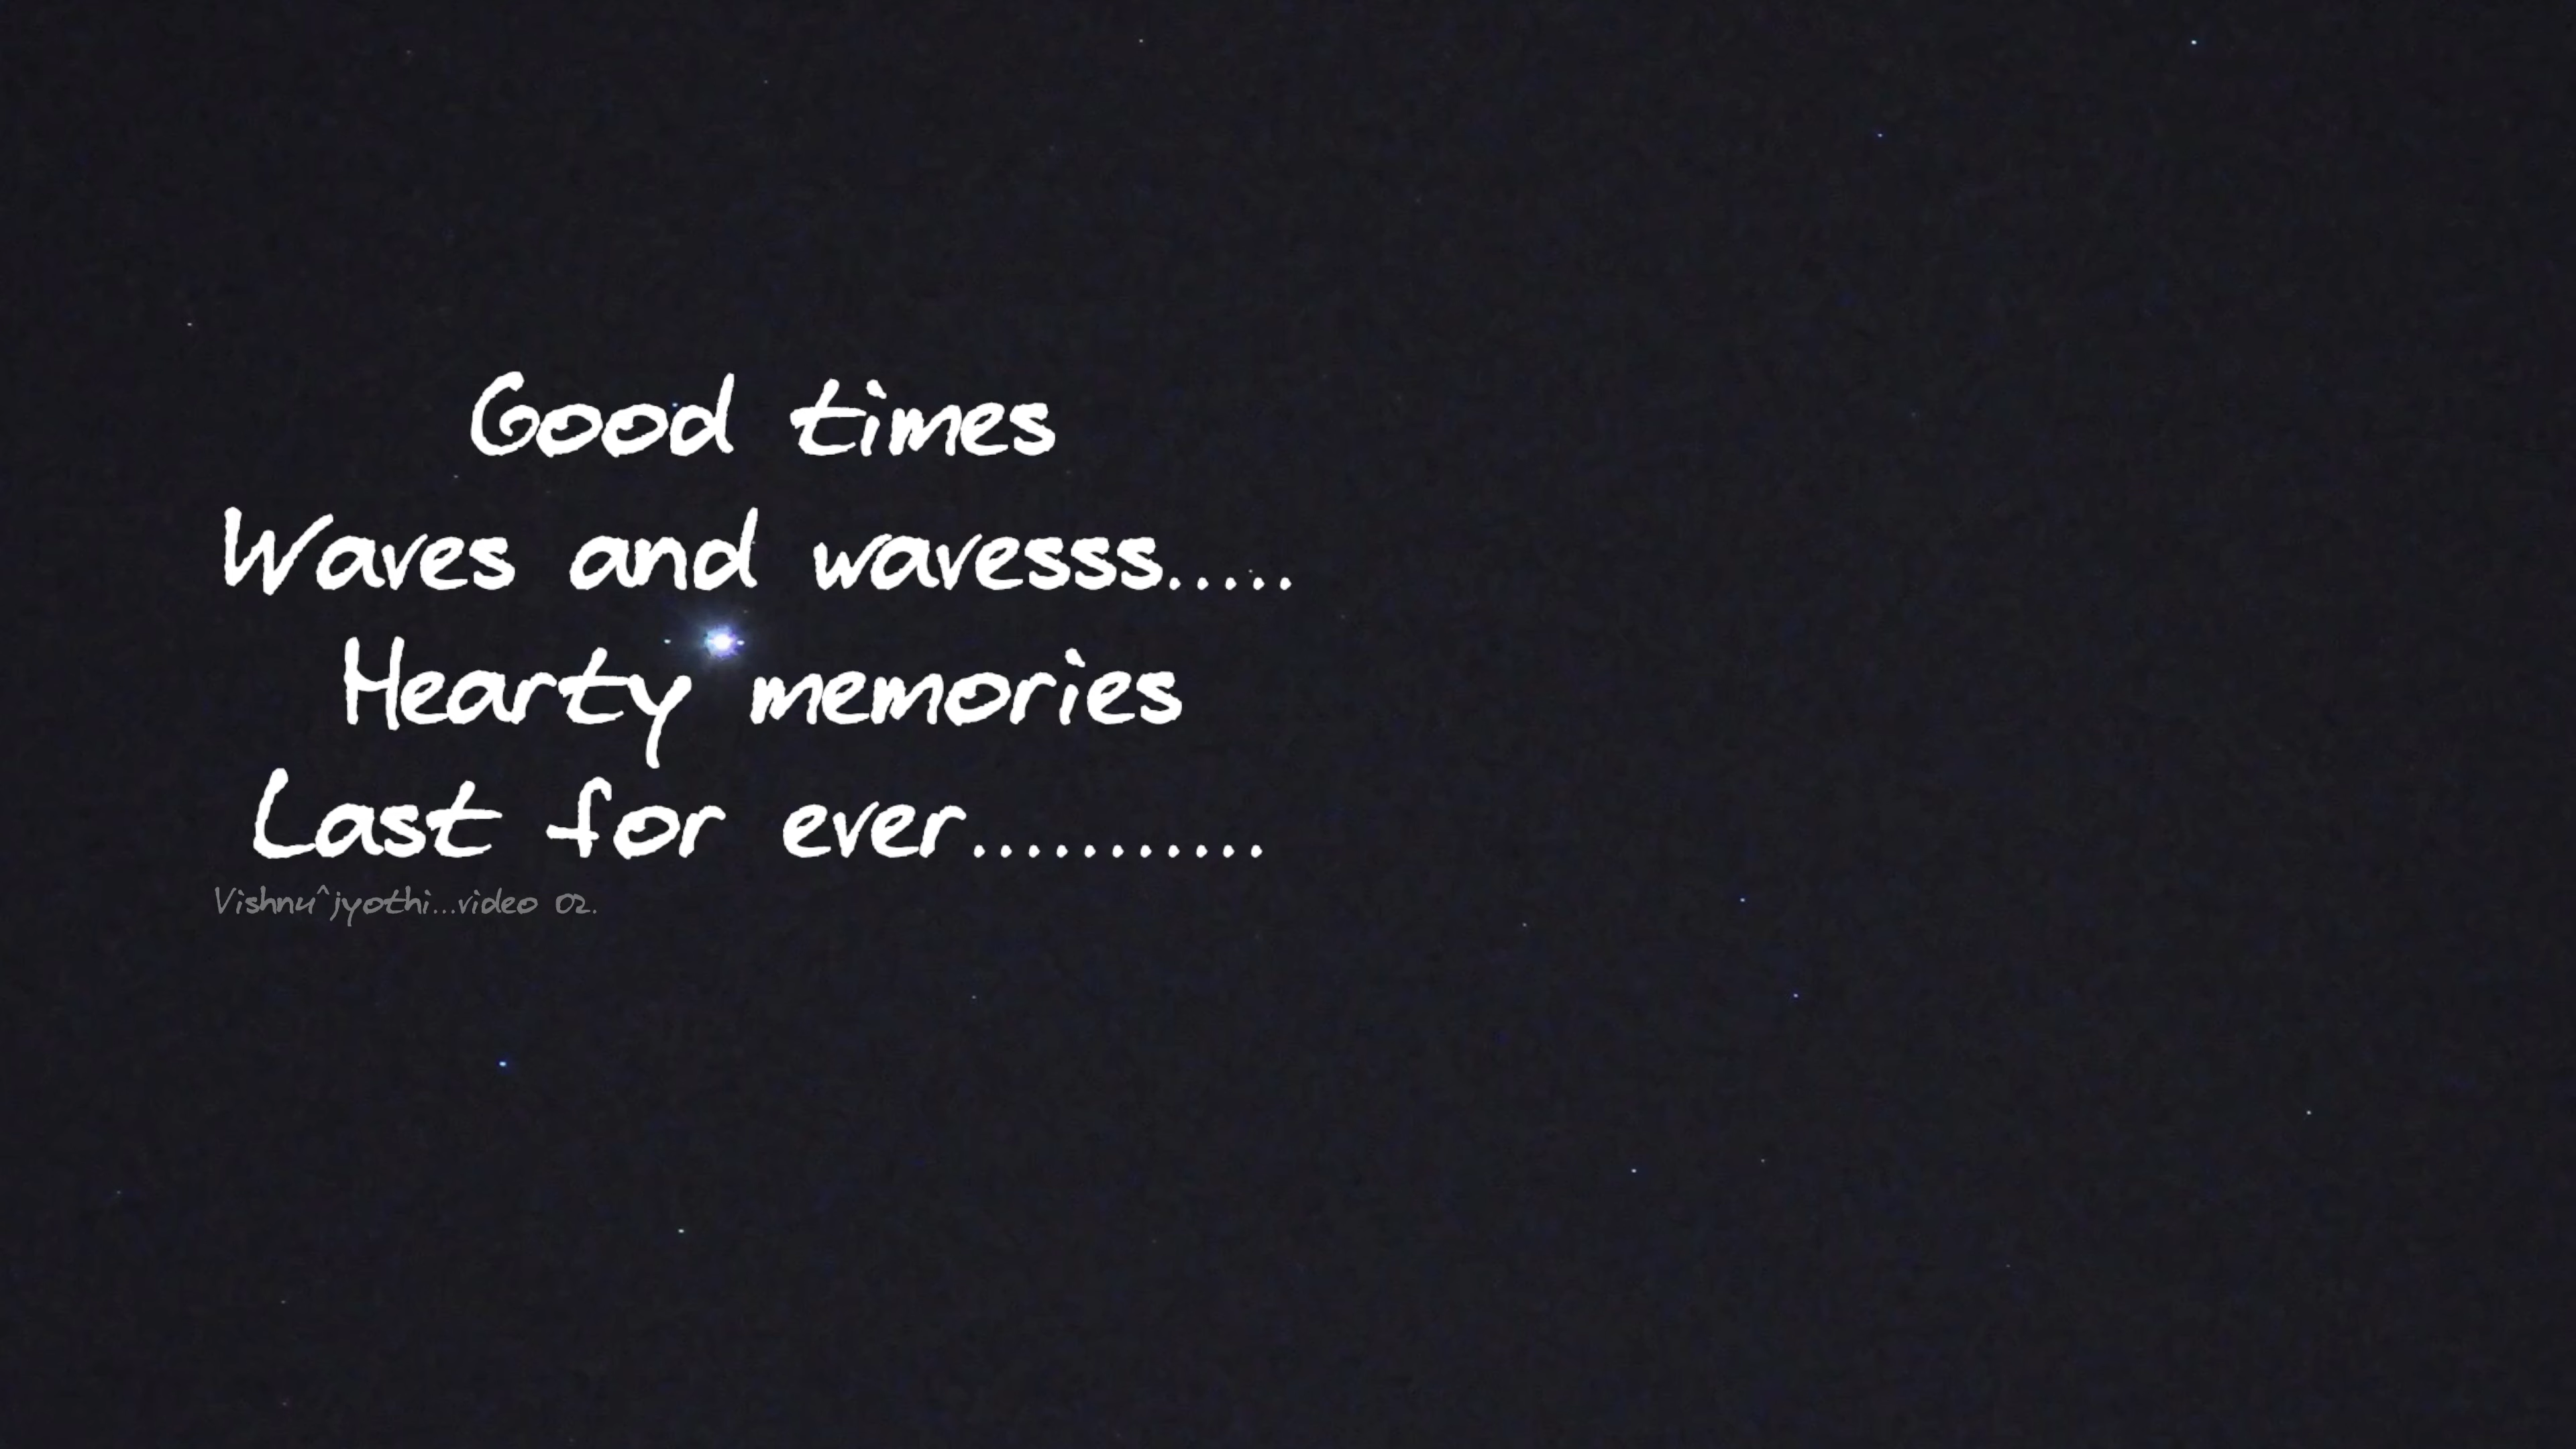 Good times
Waves and wavesss.....
Hearty memories
Last for ever...........
Vishnu^jyothi...video 02.